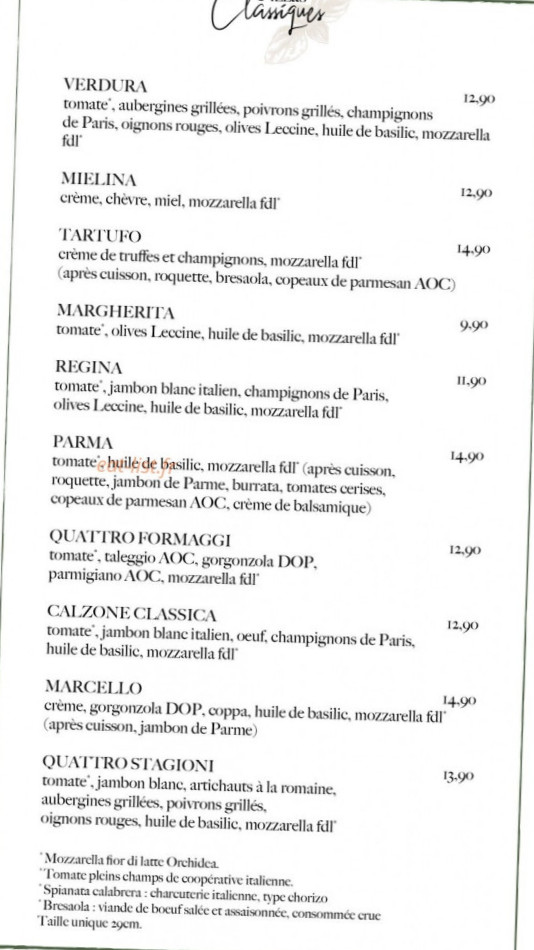 Classiques
VERDURA 12,90
tomate*, aubergines grillées, poivrons grillés, champignons
de Paris, oignons rouges, olives Leccine, huile de basilic, mozzarella
fdl*
MIELINA 12,90
crème, chèvre, miel, mozzarella fdl*
TARTUFO 14,90
crème de truffes et champignons, mozzarella fdl*
(après cuisson, roquette, bresaola, copeaux de parmesan AOC)
MARGHERITA 9,90
tomate*, olives Leccine, huile de basilic, mozzarella fdl*
REGINA 11,90
tomate*, jambon blanc italien, champignons de Paris,
olives Leccine, huile de basilic, mozzarella fdl*
PARMA 14,90
tomate*, huile de basilic, mozzarella fdl* (après cuisson,
eat-list.fr
roquette, jambon de Parme, burrata, tomates cerises,
copeaux de parmesan AOC, crème de balsamique)
QUATTRO FORMAGGI 12,90
tomate*, taleggio AOC, gorgonzola DOP,
parmigiano AOC, mozzarella fdl*
CALZONE CLASSICA 12,90
tomate*, jambon blanc italien, oeuf, champignons de Paris,
huile de basilic, mozzarella fdl*
MARCELLO 14,90
crème, gorgonzola DOP, coppa, huile de basilic, mozzarella fdl*
(après cuisson, jambon de Parme)
QUATTRO STAGIONI 13,90
tomate*, jambon blanc, artichauts à la romaine,
aubergines grillées, poivrons grillés,
oignons rouges, huile de basilic, mozzarella fdl*
*Mozzarella fior di latte Orchidea.
**Tomate pleins champs de coopérative italienne.
*Spianata calabrera : charcuterie italienne, type chorizo
*Bresaola : viande de boeuf salée et assaisonnée, consommée crue
Taille unique 29cm.